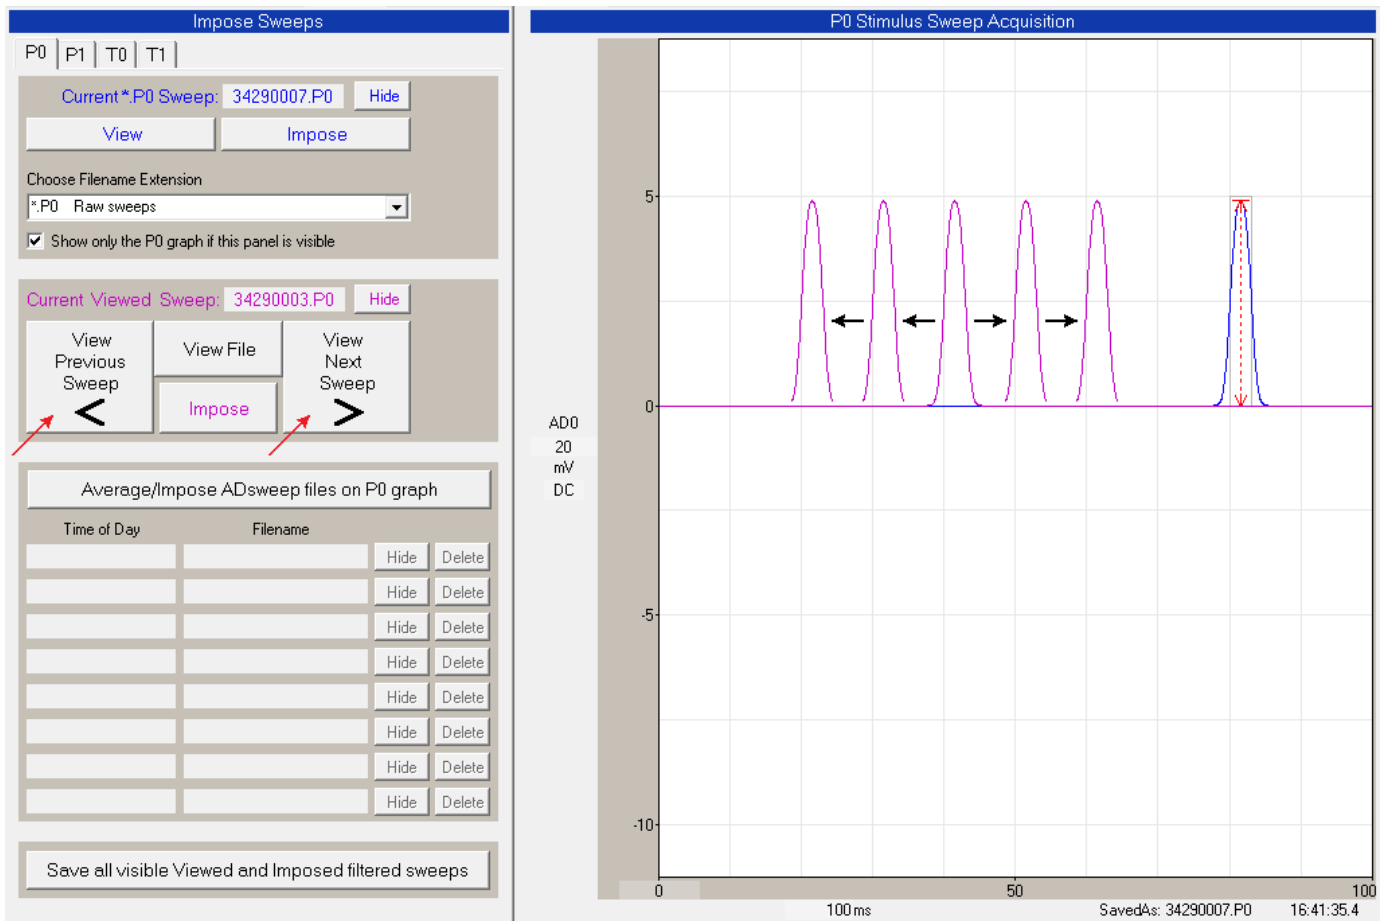 Impose Sweeps
P0 P1 T0 T1
Current *.P0 Sweep: 34290007.P0 Hide
View Impose
Choose Filename Extension
*.P0 Raw sweeps
Show only the P0 graph if this panel is visible
Current Viewed Sweep: 34290003.P0 Hide
View Previous Sweep <
View File
Impose
View Next Sweep >
Average/Impose ADsweep files on P0 graph
Time of Day Filename
Hide Delete
Hide Delete
Hide Delete
Hide Delete
Hide Delete
Hide Delete
Hide Delete
Hide Delete
Save all visible Viewed and Imposed filtered sweeps
P0 Stimulus Sweep Acquisition
5
0
-5
-10
AD0
20
mV
DC
0 50 100
100 ms SavedAs: 34290007.P0 16:41:35.4